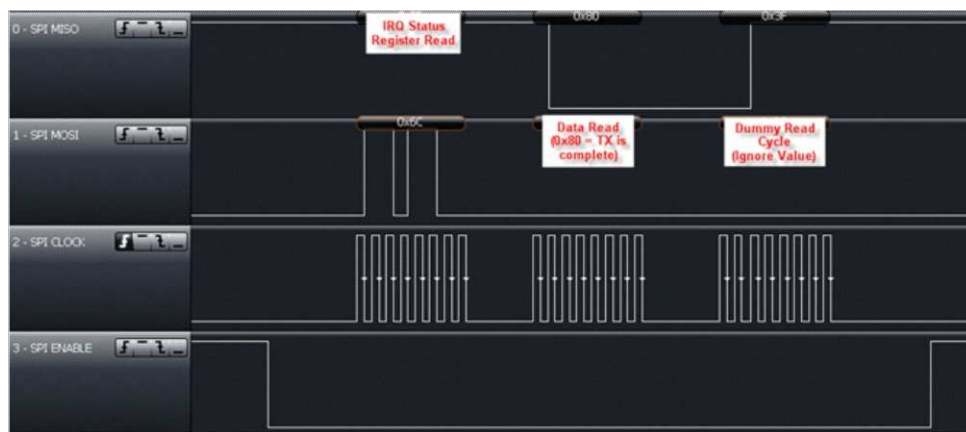 0 - SPI MISO
IRQ Status
Register Read
0x80
0x3F
1 - SPI MOSI
0x6C
Data Read
(0x80 = TX is
complete)
Dummy Read
Cycle
(Ignore Value)
2 - SPI CLOCK
3 - SPI ENABLE